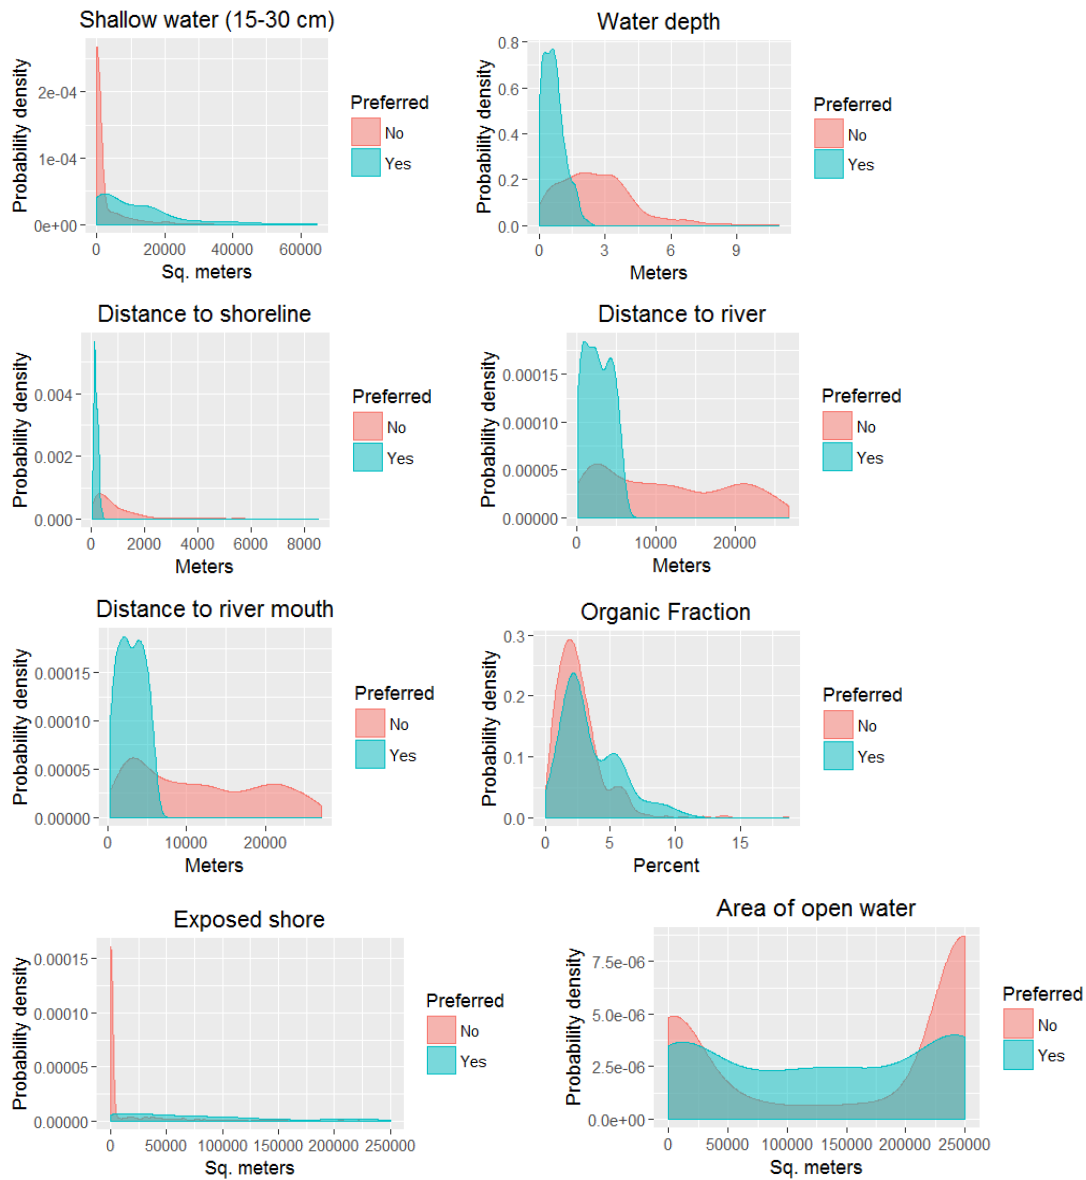 Shallow water (15-30 cm)
Probability density
2e-04
1e-04
0e+00
0 20000 40000 60000
Sq. meters
Preferred
No
Yes
Water depth
Probability density
0.8
0.6
0.4
0.2
0.0
0 3 6 9
Meters
Preferred
No
Yes
Distance to shoreline
Probability density
0.004
0.002
0.000
0 2000 4000 6000 8000
Meters
Preferred
No
Yes
Distance to river
Probability density
0.00015
0.00010
0.00005
0.00000
0 10000 20000
Meters
Preferred
No
Yes
Distance to river mouth
Probability density
0.00015
0.00010
0.00005
0.00000
0 10000 20000
Meters
Preferred
No
Yes
Organic Fraction
Probability density
0.3
0.2
0.1
0.0
0 5 10 15
Percent
Preferred
No
Yes
Exposed shore
Probability density
0.00015
0.00010
0.00005
0.00000
0 50000 100000 150000 200000 250000
Sq. meters
Preferred
No
Yes
Area of open water
Probability density
7.5e-06
5.0e-06
2.5e-06
0.0e+00
0 50000 100000 150000 200000 250000
Sq. meters
Preferred
No
Yes